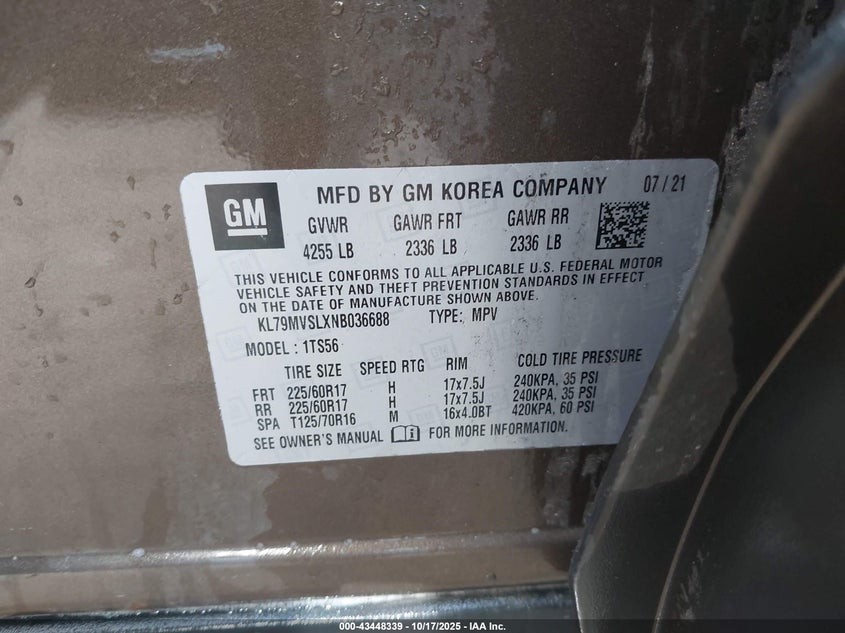 GM
MFD BY GM KOREA COMPANY 07 / 21
GVWR GAWR FRT GAWR RR
4255 LB 2336 LB 2336 LB
THIS VEHICLE CONFORMS TO ALL APPLICABLE U.S. FEDERAL MOTOR
VEHICLE SAFETY AND THEFT PREVENTION STANDARDS IN EFFECT
ON THE DATE OF MANUFACTURE SHOWN ABOVE.
KL79MVSLXNB036688 TYPE: MPV
MODEL : 1TS56
TIRE SIZE SPEED RTG RIM COLD TIRE PRESSURE
FRT 225/60R17 H 17x7.5J 240KPA, 35 PSI
RR 225/60R17 H 17x7.5J 240KPA, 35 PSI
SPA T125/70R16 M 16x4.0BT 420KPA, 60 PSI
SEE OWNER'S MANUAL FOR MORE INFORMATION.
000-43448339 - 10/17/2025 - IAA Inc.